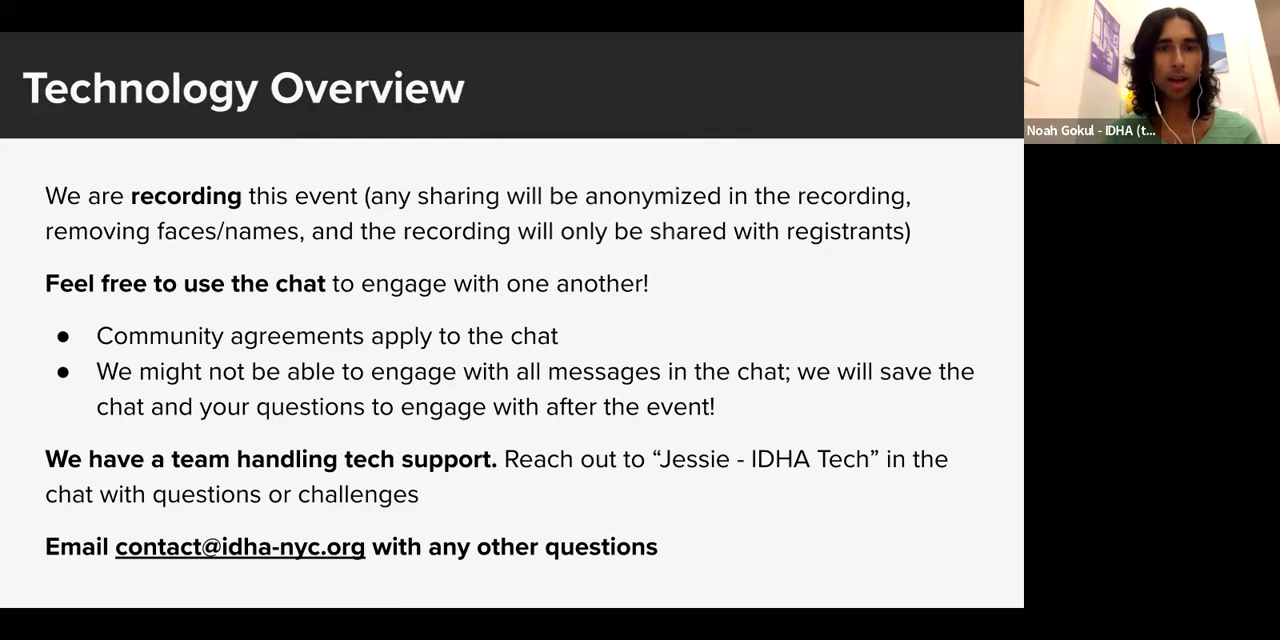 Technology Overview
We are recording this event (any sharing will be anonymized in the recording,
removing faces/names, and the recording will only be shared with registrants)
Feel free to use the chat to engage with one another!
● Community agreements apply to the chat
● We might not be able to engage with all messages in the chat; we will save the
chat and your questions to engage with after the event!
We have a team handling tech support. Reach out to “Jessie - IDHA Tech” in the
chat with questions or challenges
Email contact@idha-nyc.org with any other questions
Noah Gokul - IDHA (t...